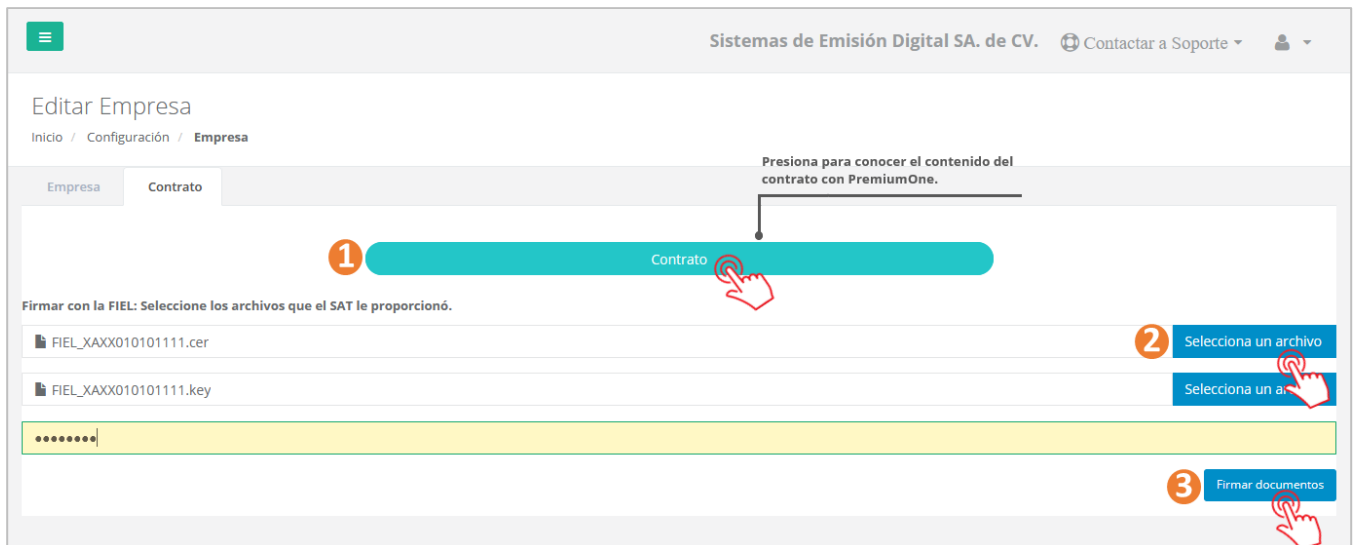 Sistemas de Emisión Digital SA. de CV. Contactar a Soporte
Editar Empresa
Inicio / Configuración / Empresa
Presiona para conocer el contenido del
contrato con PremiumOne.
Empresa Contrato
1 Contrato
Firmar con la FIEL: Seleccione los archivos que el SAT le proporcionó.
FIEL_XAXX010101111.cer 2 Selecciona un archivo
FIEL_XAXX010101111.key Selecciona un
••••••••
3 Firmar documentos